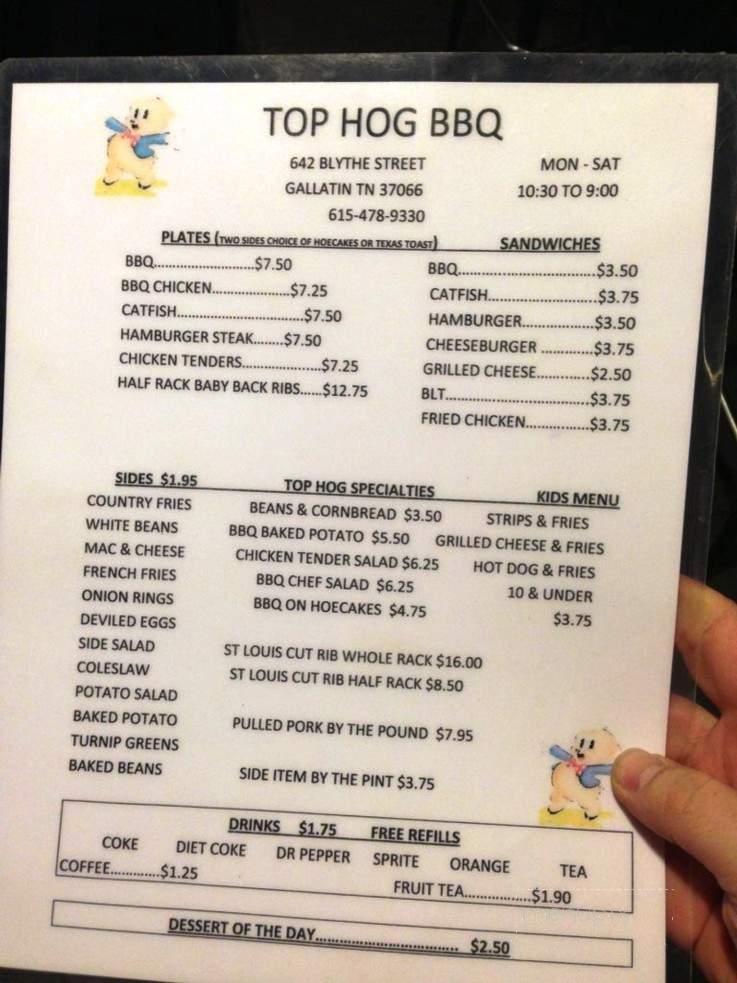 TOP HOG BBQ
642 BLYTHE STREET
GALLATIN TN 37066
615-478-9330
MON - SAT
10:30 TO 9:00
PLATES (TWO SIDES CHOICE OF HOECAKES OR TEXAS TOAST)
BBQ............................$7.50
BBQ CHICKEN......................$7.25
CATFISH...................................$7.50
HAMBURGER STEAK........$7.50
CHICKEN TENDERS......................$7.25
HALF RACK BABY BACK RIBS......$12.75
SANDWICHES
BBQ......................................$3.50
CATFISH..............................$3.75
HAMBURGER....................$3.50
CHEESEBURGER ..............$3.75
GRILLED CHEESE...............$2.50
BLT.........................................$3.75
FRIED CHICKEN..................$3.75
SIDES $1.95
COUNTRY FRIES
WHITE BEANS
MAC & CHEESE
FRENCH FRIES
ONION RINGS
DEVILED EGGS
SIDE SALAD
COLESLAW
POTATO SALAD
BAKED POTATO
TURNIP GREENS
BAKED BEANS
TOP HOG SPECIALTIES
BEANS & CORNBREAD $3.50
BBQ BAKED POTATO $5.50
CHICKEN TENDER SALAD $6.25
BBQ CHEF SALAD $6.25
BBQ ON HOECAKES $4.75
ST LOUIS CUT RIB WHOLE RACK $16.00
ST LOUIS CUT RIB HALF RACK $8.50
PULLED PORK BY THE POUND $7.95
SIDE ITEM BY THE PINT $3.75
KIDS MENU
STRIPS & FRIES
GRILLED CHEESE & FRIES
HOT DOG & FRIES
10 & UNDER
$3.75
DRINKS $1.75 FREE REFILLS
COKE DIET COKE DR PEPPER SPRITE ORANGE TEA
COFFEE............$1.25 FRUIT TEA................$1.90
DESSERT OF THE DAY.................................... $2.50